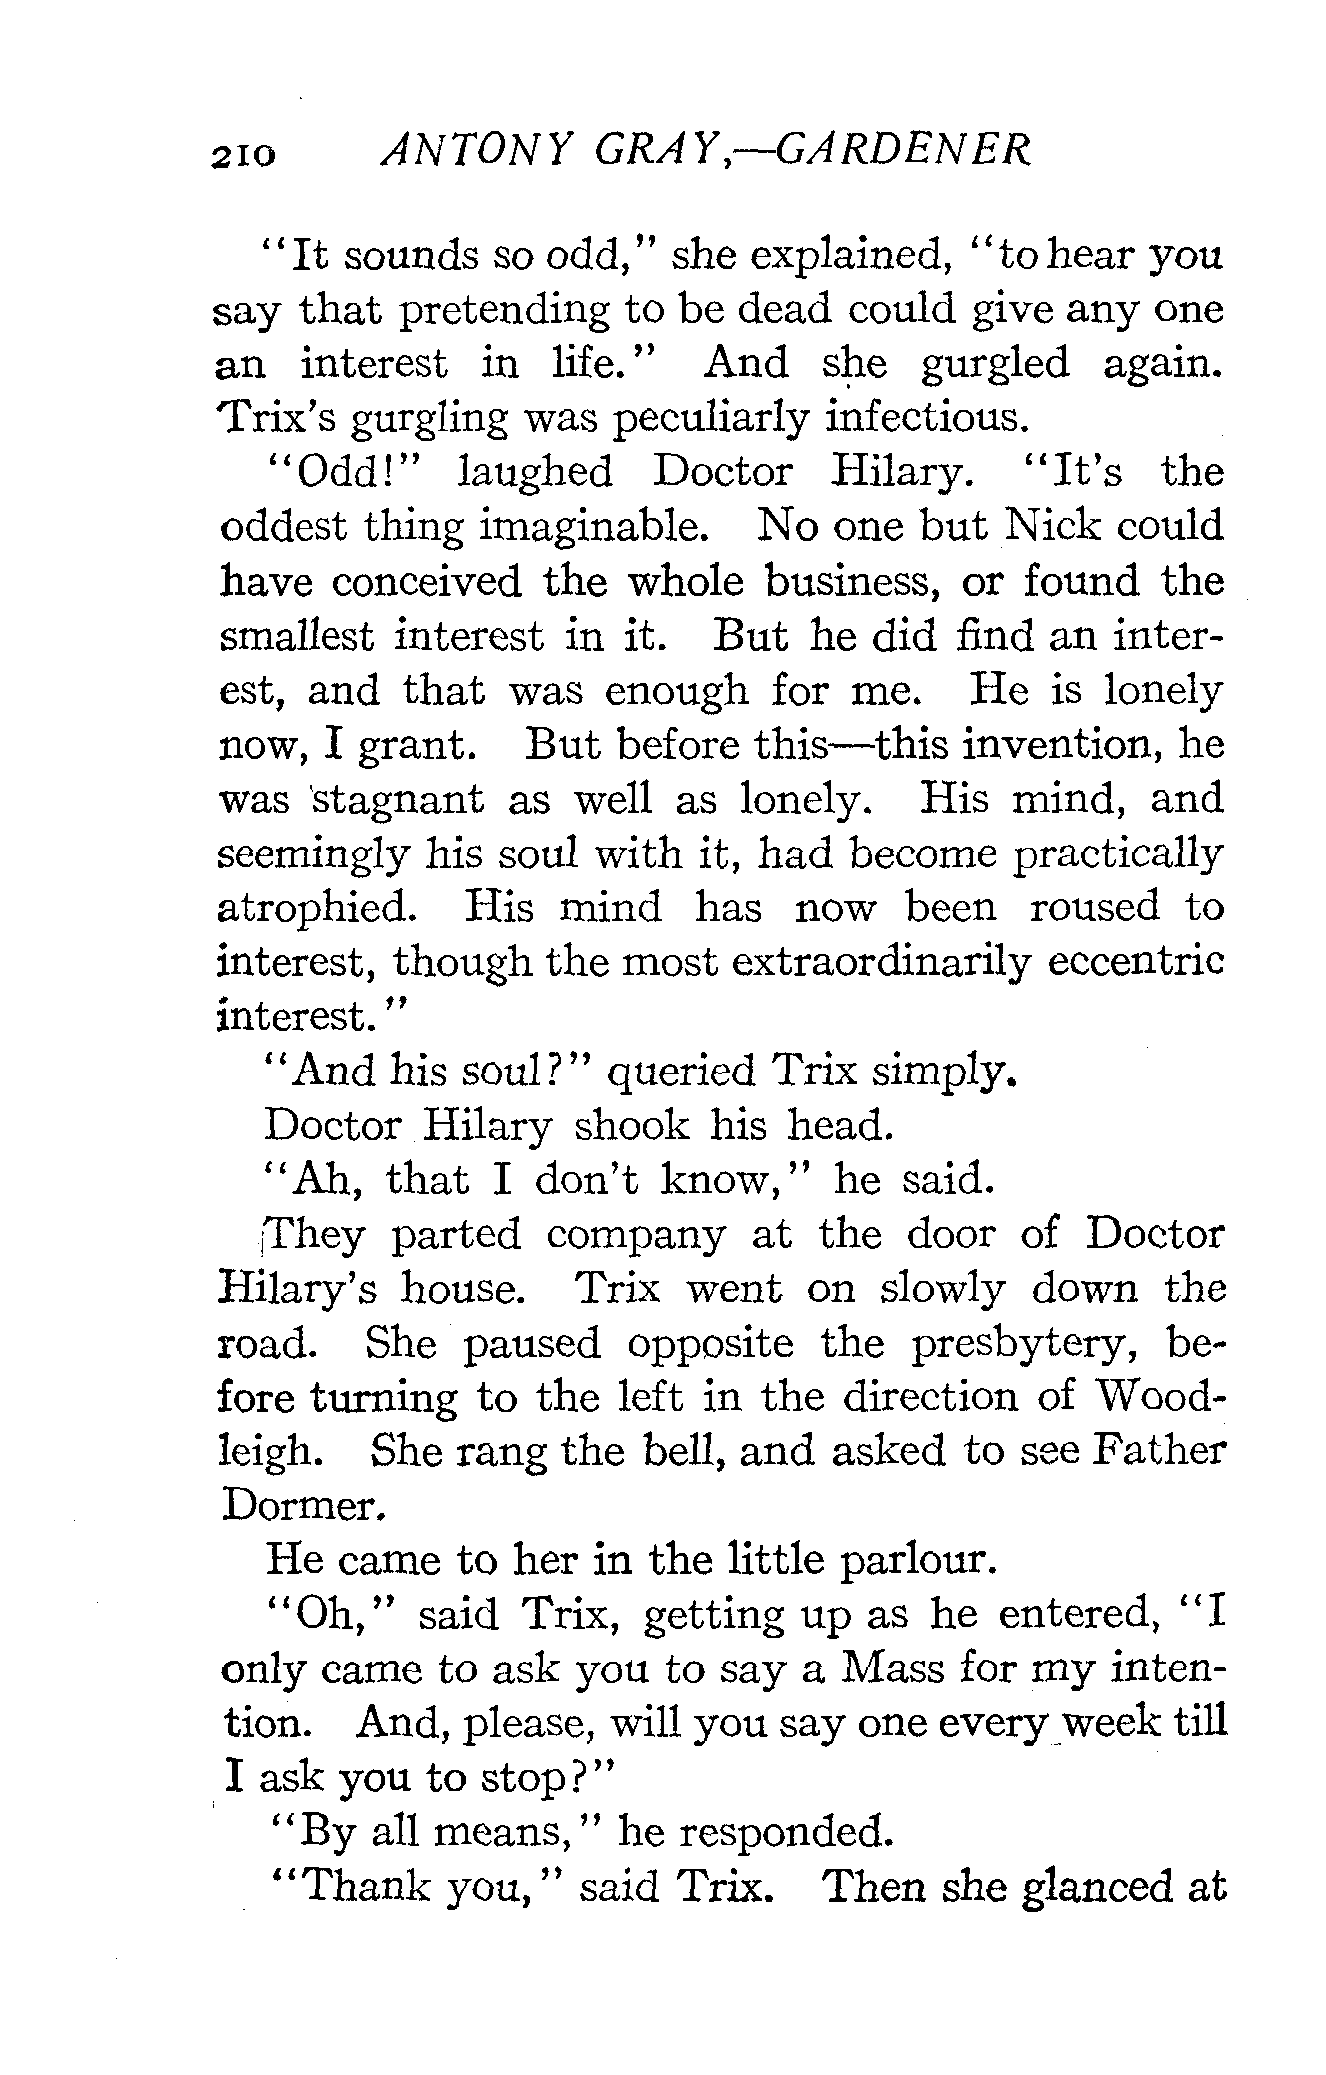 210 ANTONY GRAY,—GARDENER
"It sounds so odd," she explained, "to hear you
say that pretending to be dead could give any one
an interest in life." And she gurgled again.
Trix's gurgling was peculiarly infectious.
"Odd!" laughed Doctor Hilary. "It's the
oddest thing imaginable. No one but Nick could
have conceived the whole business, or found the
smallest interest in it. But he did find an inter-
est, and that was enough for me. He is lonely
now, I grant. But before this—this invention, he
was stagnant as well as lonely. His mind, and
seemingly his soul with it, had become practically
atrophied. His mind has now been roused to
interest, though the most extraordinarily eccentric
interest."
"And his soul?" queried Trix simply.
Doctor Hilary shook his head.
"Ah, that I don't know," he said.
They parted company at the door of Doctor
Hilary's house. Trix went on slowly down the
road. She paused opposite the presbytery, be-
fore turning to the left in the direction of Wood-
leigh. She rang the bell, and asked to see Father
Dormer.
He came to her in the little parlour.
"Oh," said Trix, getting up as he entered, "I
only came to ask you to say a Mass for my inten-
tion. And, please, will you say one every week till
I ask you to stop?"
"By all means," he responded.
"Thank you," said Trix. Then she glanced at